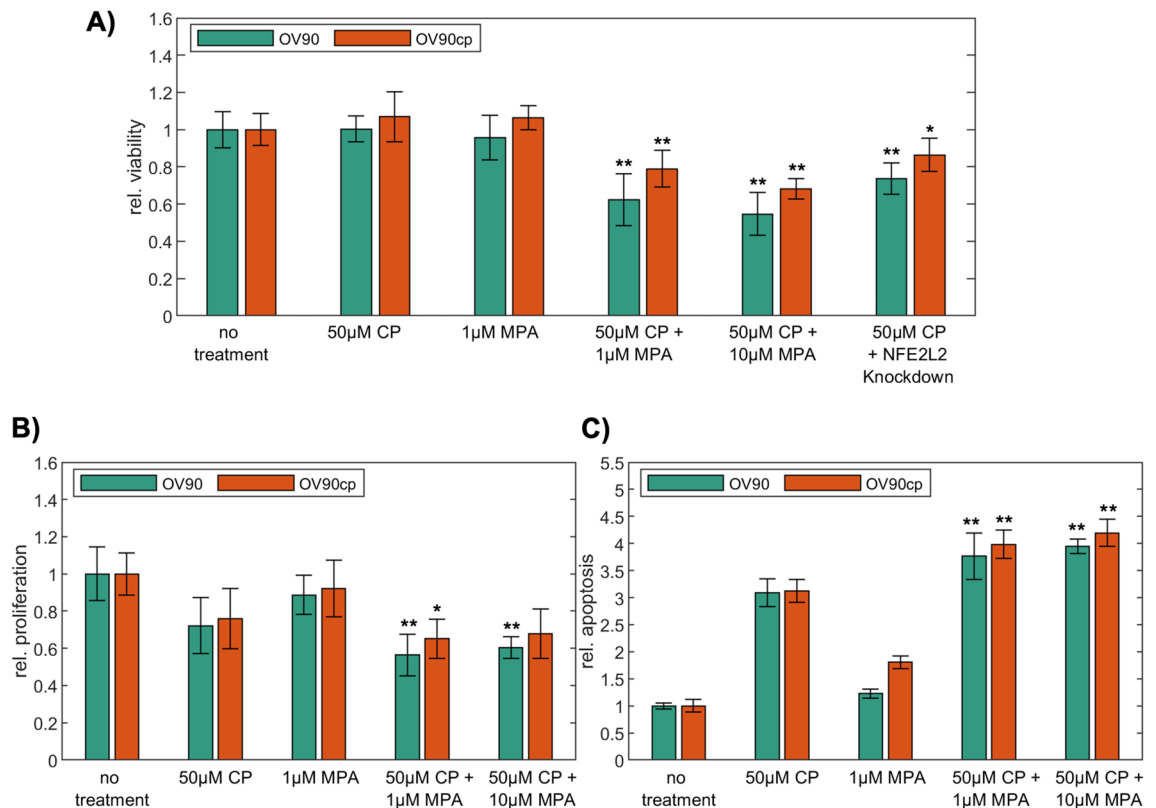 A)
1.6
1.4
1.2
1
0.8
0.6
0.4
0.2
0
rel. viability
OV90 OV90cp
** ** ** ** ** *
no treatment
50µM CP
1µM MPA
50µM CP +
1µM MPA
50µM CP +
10µM MPA
50µM CP
+ NFE2L2
Knockdown
B)
1.6
1.4
1.2
1
0.8
0.6
0.4
0.2
0
rel. proliferation
OV90 OV90cp
** * **
no
treatment
50µM CP
1µM MPA
50µM CP +
1µM MPA
50µM CP +
10µM MPA
C)
5.5
5
4.5
4
3.5
3
2.5
2
1.5
1
0.5
0
rel. apoptosis
OV90 OV90cp
** ** ** **
no
treatment
50µM CP
1µM MPA
50µM CP +
1µM MPA
50µM CP +
10µM MPA